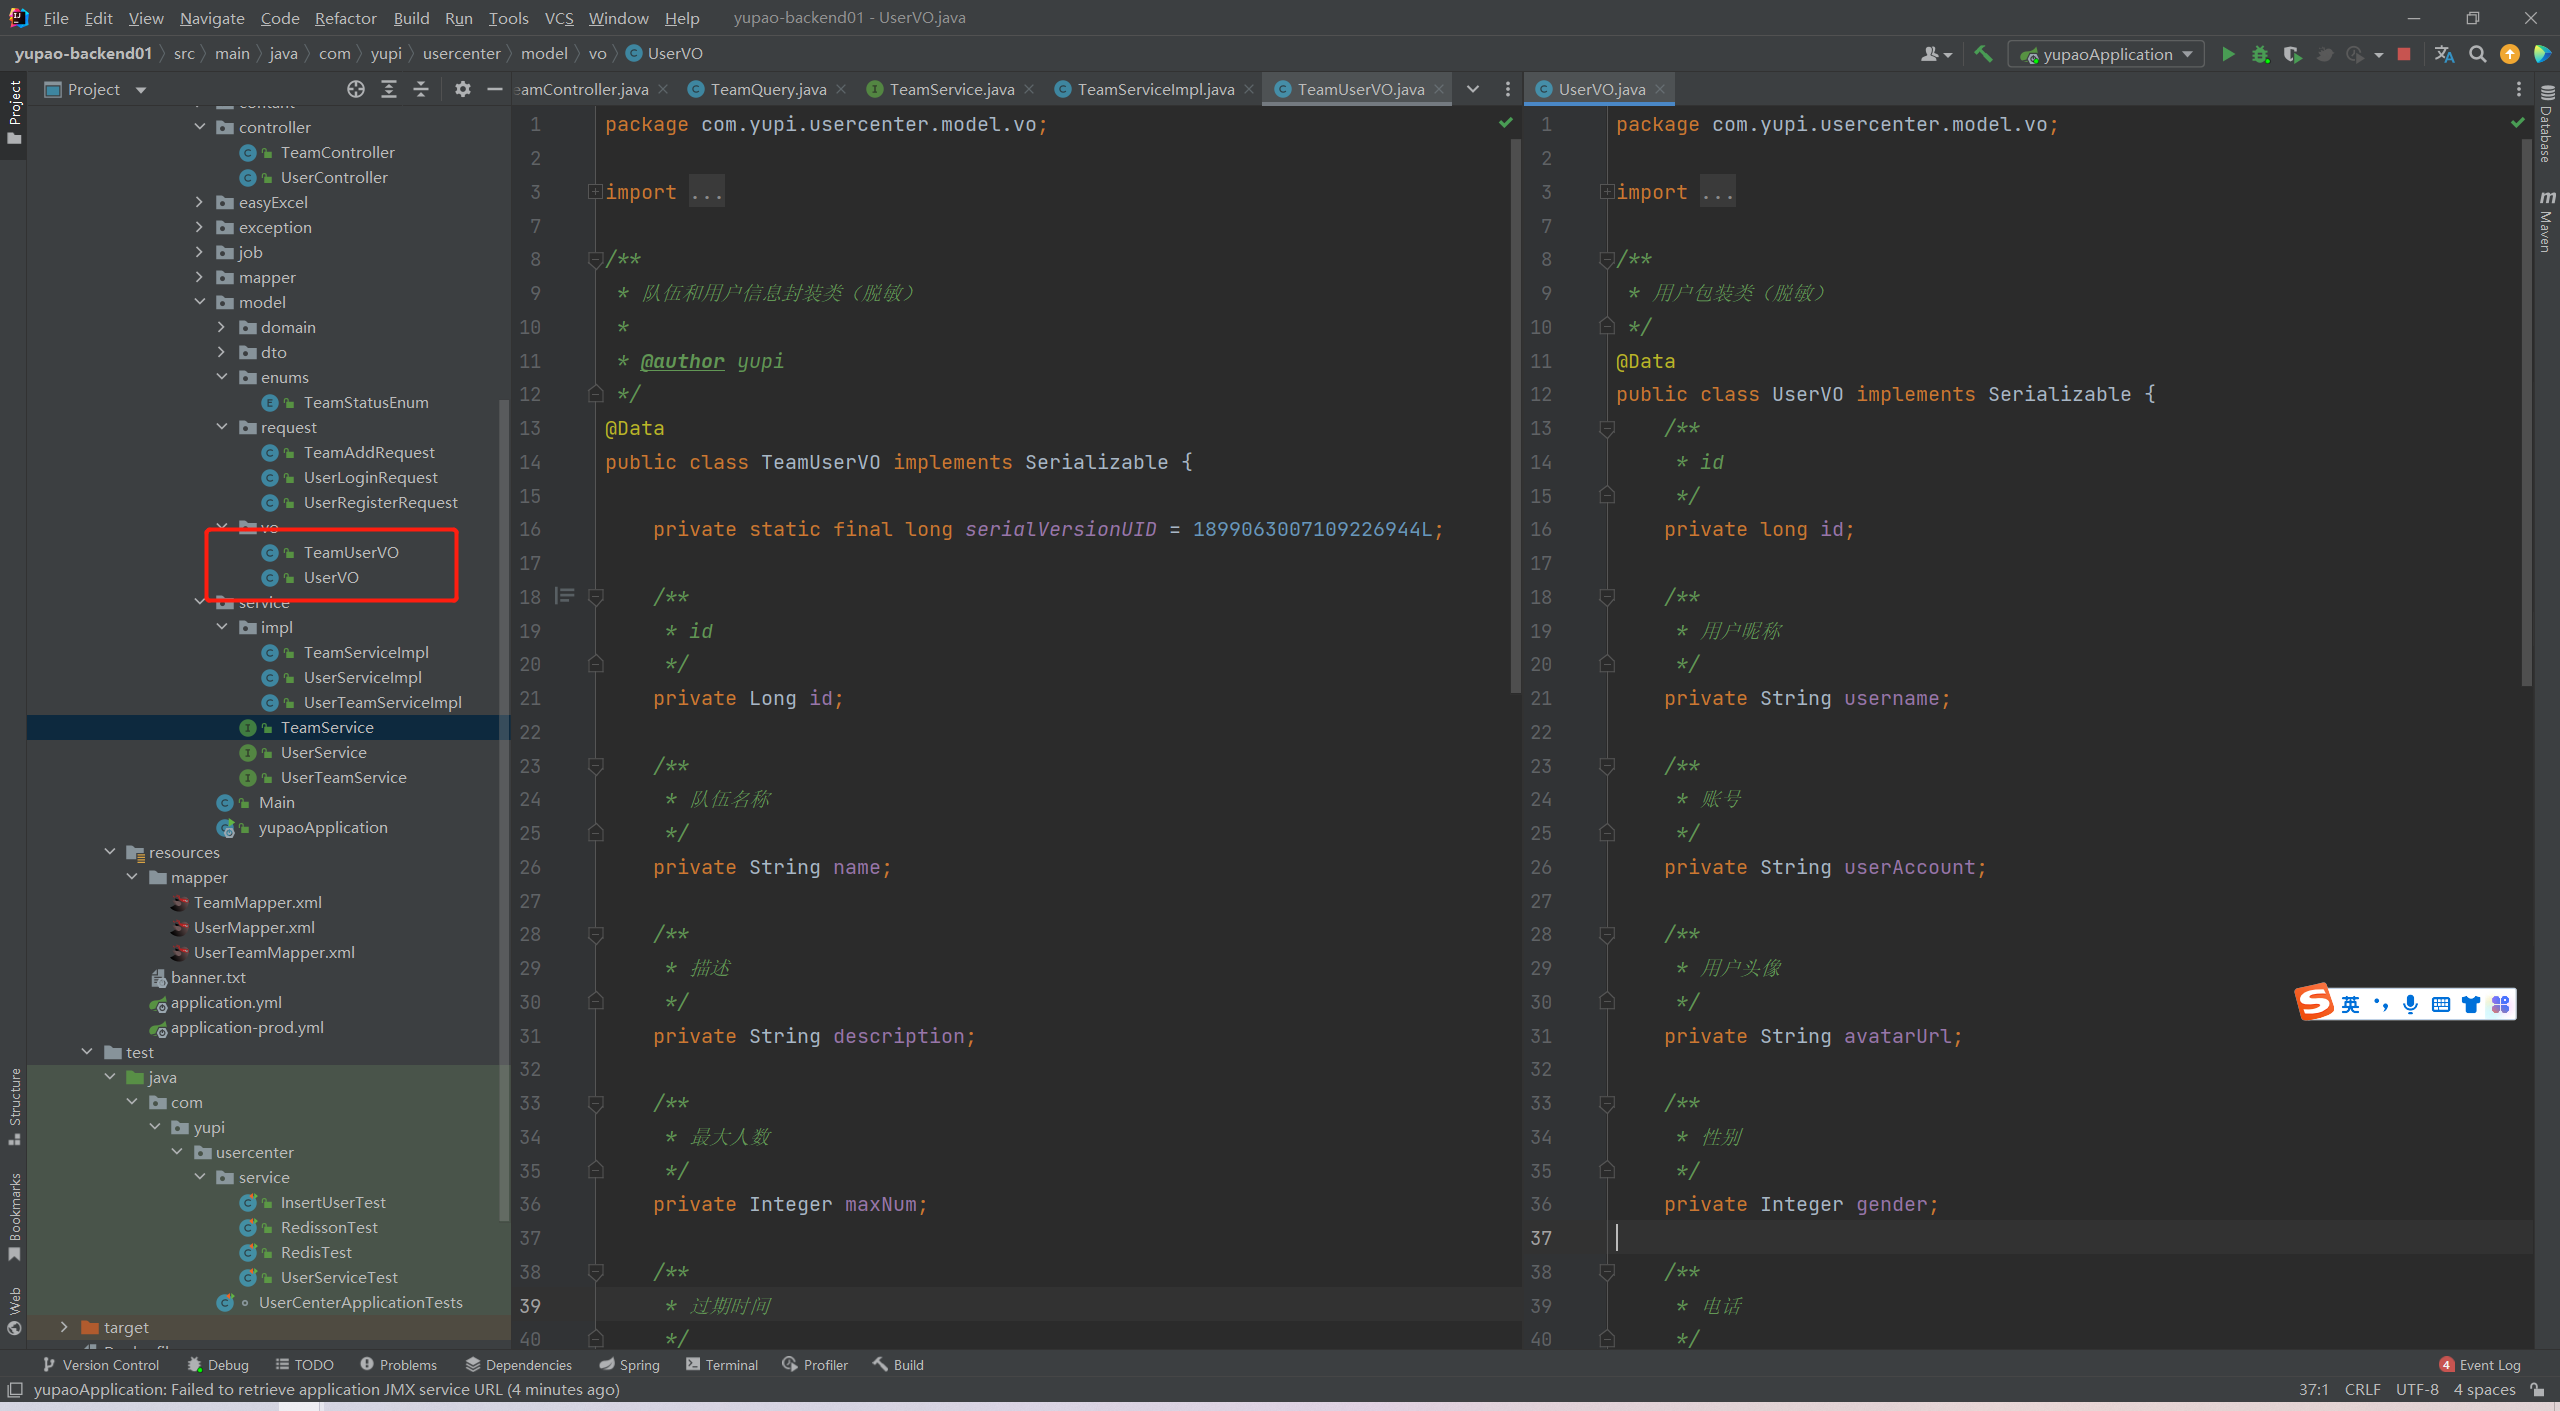 File Edit View Navigate Code Refactor Build Run Tools VCS Window Help yupao-backend01 - UserVO.java
yupao-backend01 src main java com yupi usercenter model vo UserVO
yupaoApplication
Project
eamController.java TeamQuery.java TeamService.java TeamServiceImpl.java TeamUserVO.java UserVO.java
Project
Structure
Bookmarks
Web
controller
TeamController
UserController
easyExcel
exception
job
mapper
model
domain
dto
enums
TeamStatusEnum
request
TeamAddRequest
UserLoginRequest
UserRegisterRequest
vo
TeamUserVO
UserVO
service
impl
TeamServiceImpl
UserServiceImpl
UserTeamServiceImpl
TeamService
UserService
UserTeamService
Main
yupaoApplication
resources
mapper
TeamMapper.xml
UserMapper.xml
UserTeamMapper.xml
banner.txt
application.yml
application-prod.yml
test
java
com
yupi
usercenter
service
InsertUserTest
RedissonTest
RedisTest
UserServiceTest
UserCenterApplicationTests
target
1 package com.yupi.usercenter.model.vo;
2
3 import ...
7
8 /**
9 * 队伍和用户信息封装类（脱敏）
10 *
11 * @author yupi
12 */
13 @Data
14 public class TeamUserVO implements Serializable {
15
16 private static final long serialVersionUID = 1899063007109226944L;
17
18 /**
19 * id
20 */
21 private Long id;
22
23 /**
24 * 队伍名称
25 */
26 private String name;
27
28 /**
29 * 描述
30 */
31 private String description;
32
33 /**
34 * 最大人数
35 */
36 private Integer maxNum;
37
38 /**
39 * 过期时间
40 */
1 package com.yupi.usercenter.model.vo;
2
3 import ...
7
8 /**
9 * 用户包装类（脱敏）
10 */
11 @Data
12 public class UserVO implements Serializable {
13 /**
14 * id
15 */
16 private long id;
17
18 /**
19 * 用户昵称
20 */
21 private String username;
22
23 /**
24 * 账号
25 */
26 private String userAccount;
27
28 /**
29 * 用户头像
30 */
31 private String avatarUrl;
32
33 /**
34 * 性别
35 */
36 private Integer gender;
37
38 /**
39 * 电话
40 */
英
Database
Maven
Version Control Debug TODO Problems Dependencies Spring Terminal Profiler Build 4 Event Log
yupaoApplication: Failed to retrieve application JMX service URL (4 minutes ago) 37:1 CRLF UTF-8 4 spaces